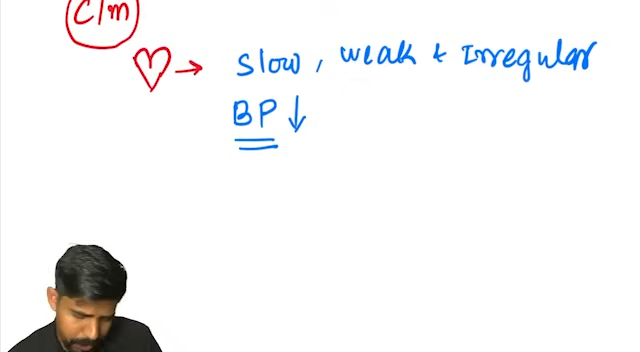 C/m
♡ → Slow, weak & Irregular
BP ↓